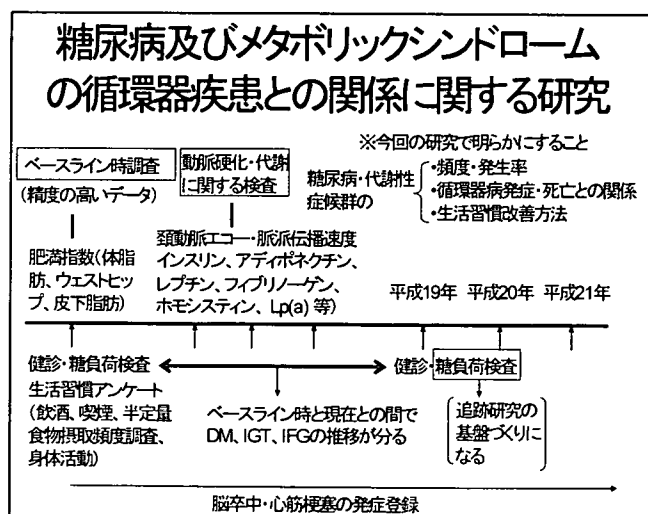 糖尿病及びメタボリックシンドローム
の循環器疾患との関係に関する研究
※今回の研究で明らかにすること
ベースライン時調査
(精度の高いデータ)
動脈硬化・代謝
に関する検査
糖尿病・代謝性
症候群の
・頻度・発生率
・循環器病発症・死亡との関係
・生活習慣改善方法
肥満指数(体脂
肪、ウェストヒッ
プ、皮下脂肪)
頚動脈エコー・脈派伝播速度
インスリン、アディポネクチン、
レプチン、フィブリノーゲン、
ホモシスティン、Lp(a) 等)
平成19年
平成20年
平成21年
健診・糖負荷検査
生活習慣アンケート
(飲酒、喫煙、半定量
食物摂取頻度調査、
身体活動)
ベースライン時と現在との間で
DM、IGT、IFGの推移が分る
健診・糖負荷検査
追跡研究の
基盤づくりに
なる
脳卒中・心筋梗塞の発症登録